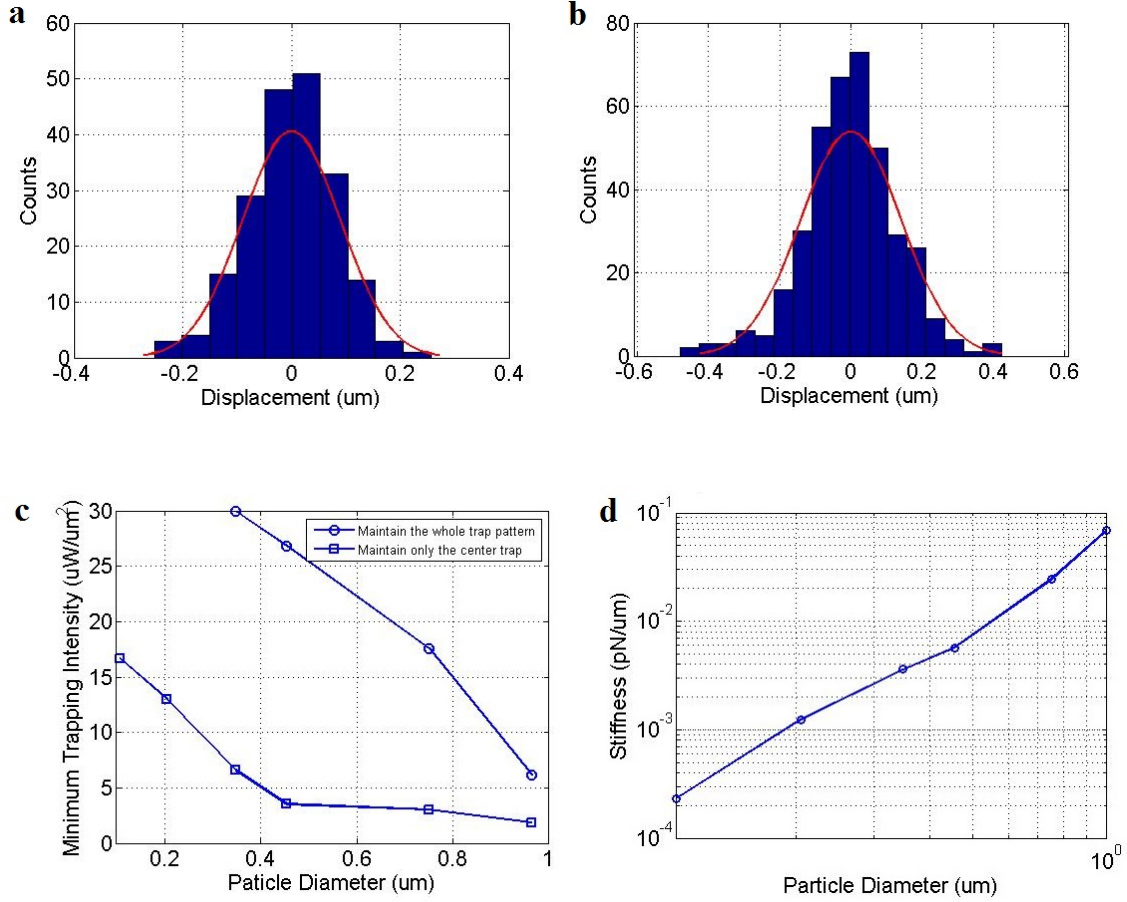 a
60
50
40
30
20
10
0
Counts
-0.4
-0.2
0
0.2
0.4
Displacement (um)
b
80
60
40
20
0
Counts
-0.6
-0.4
-0.2
0
0.2
0.4
0.6
Displacement (um)
c
30
25
20
15
10
5
0
Minimum Trapping Intensity (uW/um²)
Maintain the whole trap pattern
Maintain only the center trap
0.2
0.4
0.6
0.8
1
Paticle Diameter (um)
d
10⁻¹
10⁻²
10⁻³
10⁻⁴
Stiffness (pN/um)
10⁰
Particle Diameter (um)